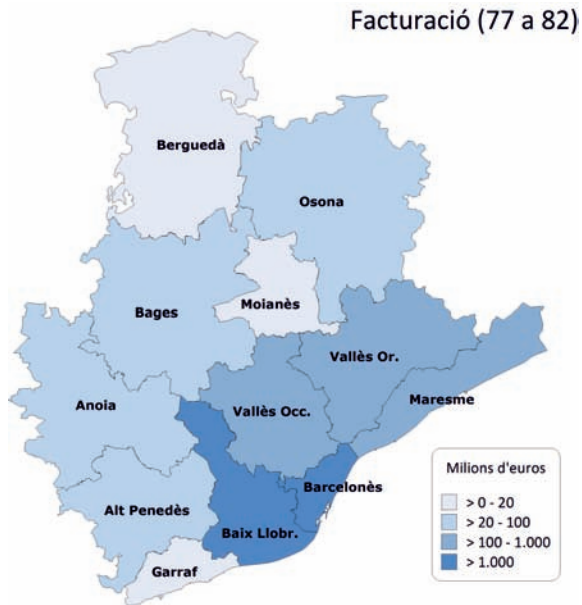 Facturació (77 a 82)
Berguedà
Osona
Moianès
Bages
Vallès Or.
Maresme
Anoia
Vallès Occ.
Barcelonès
Alt Penedès
Baix Llobr.
Garraf
Milions d'euros
> 0 - 20
> 20 - 100
> 100 - 1.000
> 1.000